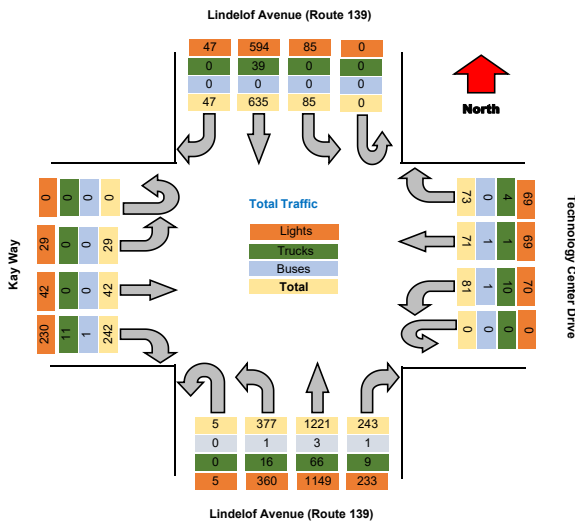 Lindelof Avenue (Route 139)
47 594 85 0
0 39 0 0
0 0 0 0
47 635 85 0
North
0 0 0 0
29 0 0 29
42 0 0 42
230 11 1 242
Kay Way
Total Traffic
Lights
Trucks
Buses
Total
73 0 4 69
71 1 1 69
81 1 10 70
0 0 0 0
Technology Center Drive
5 377 1221 243
0 1 3 1
0 16 66 9
5 360 1149 233
Lindelof Avenue (Route 139)